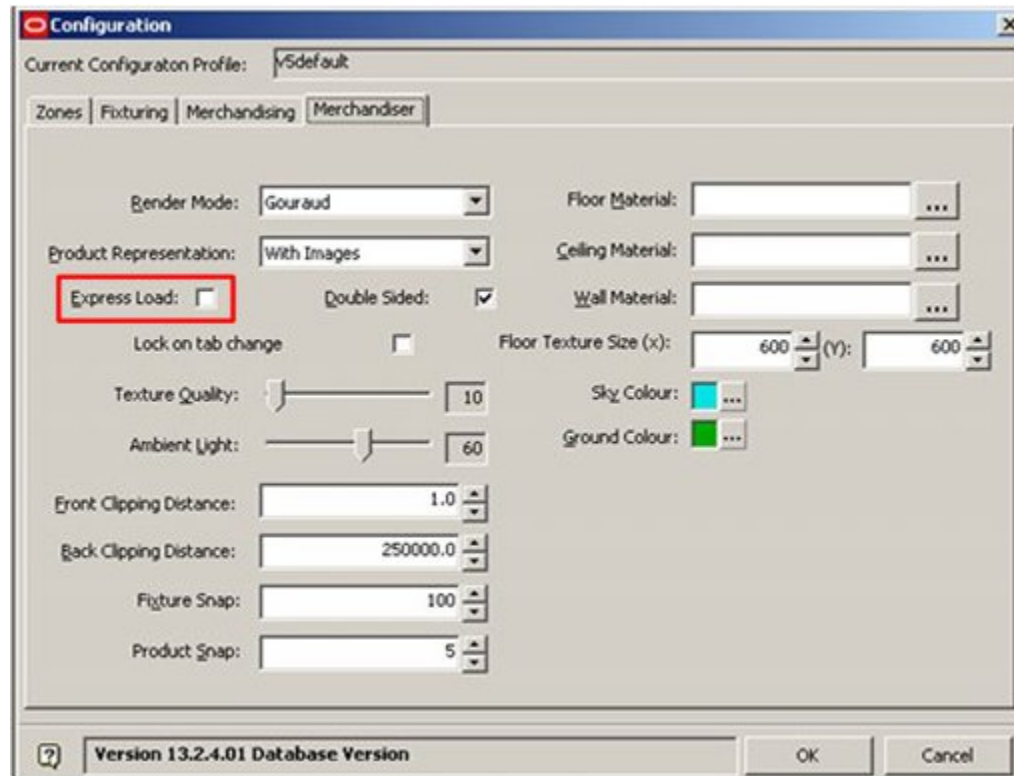 Configuration
Current Configuraton Profile: v5default
Zones Fixturing Merchandising Merchandiser
Render Mode: Gouraud Floor Material: ...
Product Representation: With Images Ceiling Material: ...
Express Load: Double Sided: Wall Material: ...
Lock on tab change Floor Texture Size (x): 600 (Y): 600
Texture Quality: 10 Sky Colour: ...
Ambient Light: 60 Ground Colour: ...
Front Clipping Distance: 1.0
Back Clipping Distance: 250000.0
Fixture Snap: 100
Product Snap: 5
? Version 13.2.4.01 Database Version OK Cancel